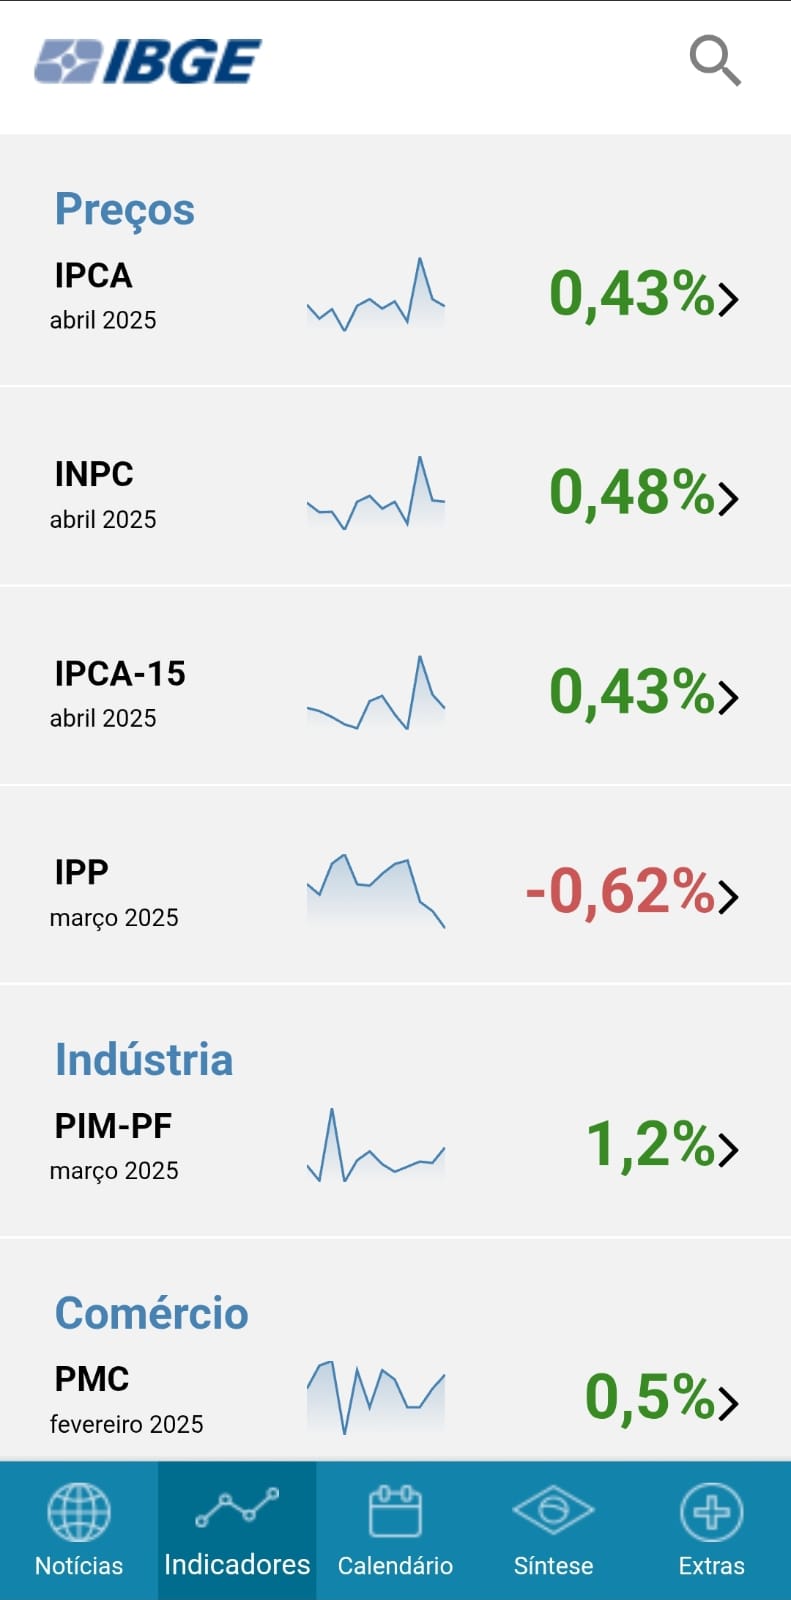 IBGE
Preços
IPCA
abril 2025
0,43%
INPC
abril 2025
0,48%
IPCA-15
abril 2025
0,43%
IPP
março 2025
-0,62%
Indústria
PIM-PF
março 2025
1,2%
Comércio
PMC
fevereiro 2025
0,5%
Notícias
Indicadores
Calendário
Síntese
Extras